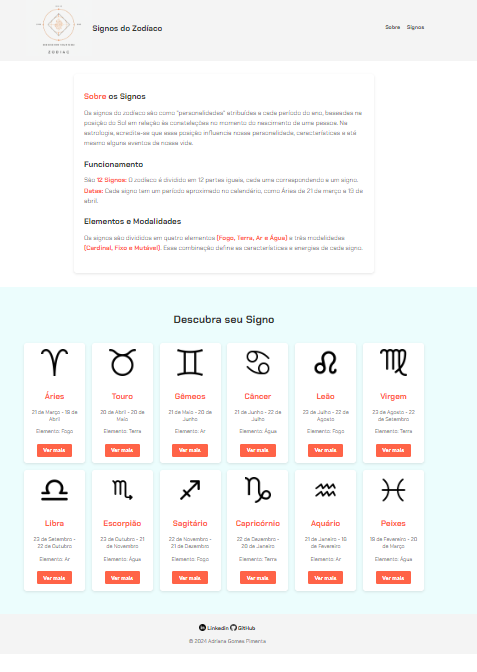 ZODIAC
Signos do Zodíaco
Sobre Signos
Sobre os Signos
Os signos do zodíaco são como "personalidades" atribuídas a cada período do ano, baseadas na
posição do Sol em relação às constelações no momento do nascimento de uma pessoa. Na
astrologia, acredita-se que essa posição influencia nossa personalidade, características e até
mesmo alguns eventos da nossa vida.
Funcionamento
São 12 Signos: O zodíaco é dividido em 12 partes iguais, cada uma correspondendo a um signo.
Datas: Cada signo tem um período aproximado no calendário, como Áries de 21 de março a 19 de
abril.
Elementos e Modalidades
Os signos são divididos em quatro elementos (Fogo, Terra, Ar e Água) e três modalidades
(Cardinal, Fixo e Mutável). Essa combinação define as características e energias de cada signo.
Descubra seu Signo
Áries
21 de Março - 19 de
Abril
Elemento: Fogo
Ver mais
Touro
20 de Abril - 20 de
Maio
Elemento: Terra
Ver mais
Gêmeos
21 de Maio - 20 de
Junho
Elemento: Ar
Ver mais
Câncer
21 de Junho - 22 de
Julho
Elemento: Água
Ver mais
Leão
23 de Julho - 22 de
Agosto
Elemento: Fogo
Ver mais
Virgem
23 de Agosto - 22
de Setembro
Elemento: Terra
Ver mais
Libra
23 de Setembro -
22 de Outubro
Elemento: Ar
Ver mais
Escorpião
23 de Outubro - 21
de Novembro
Elemento: Água
Ver mais
Sagitário
22 de Novembro -
21 de Dezembro
Elemento: Fogo
Ver mais
Capricórnio
22 de Dezembro -
20 de Janeiro
Elemento: Terra
Ver mais
Aquário
21 de Janeiro - 18
de Fevereiro
Elemento: Ar
Ver mais
Peixes
19 de Fevereiro - 20
de Março
Elemento: Água
Ver mais
Linkedin GitHub
© 2024 Adriana Gomes Pimenta